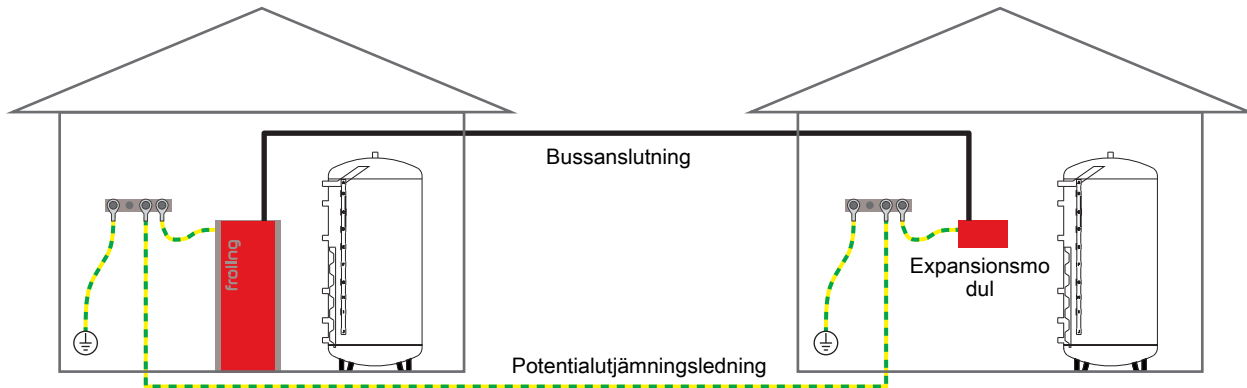 Bussanslutning
froling
Expansionsmo
dul
Potentialutjämningsledning